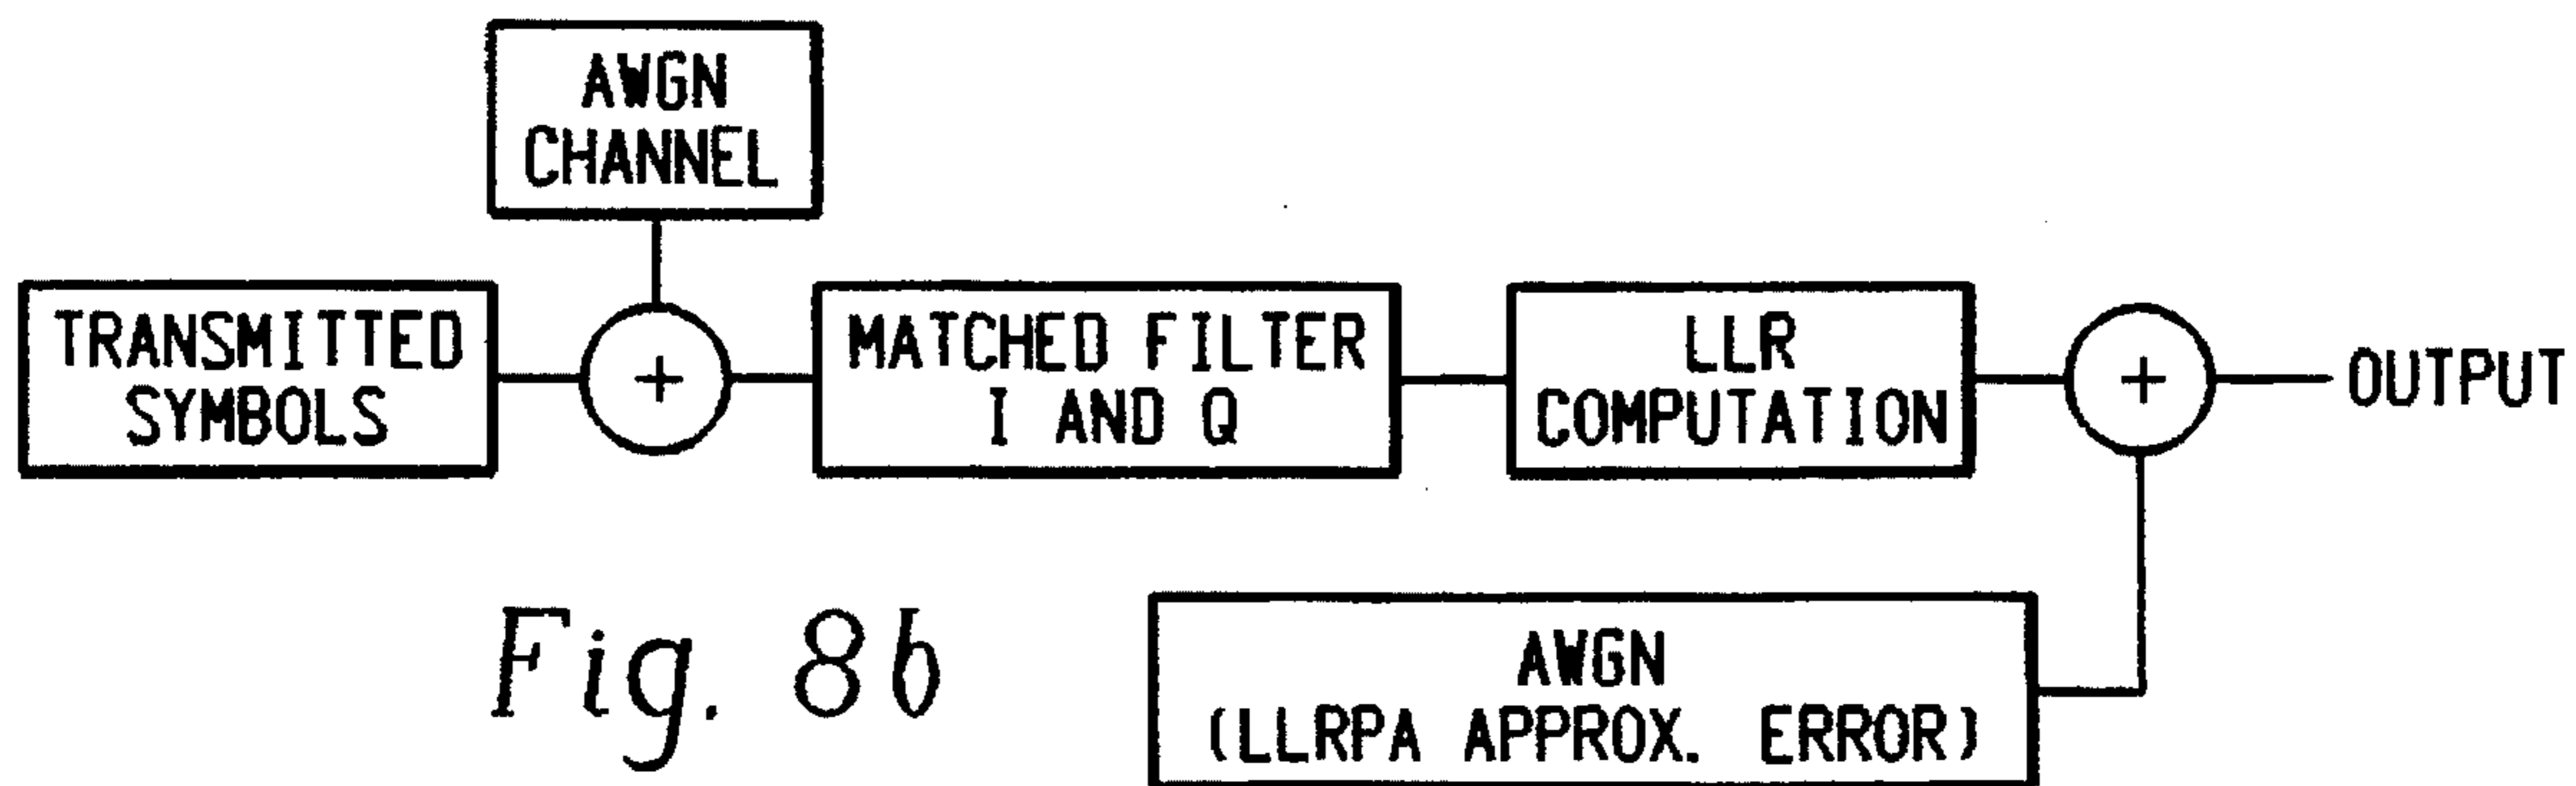 AWGN
CHANNEL
TRANSMITTED
SYMBOLS
+
MATCHED FILTER
I AND Q
LLR
COMPUTATION
+
OUTPUT
AWGN
(LLRPA APPROX. ERROR)
Fig. 8b